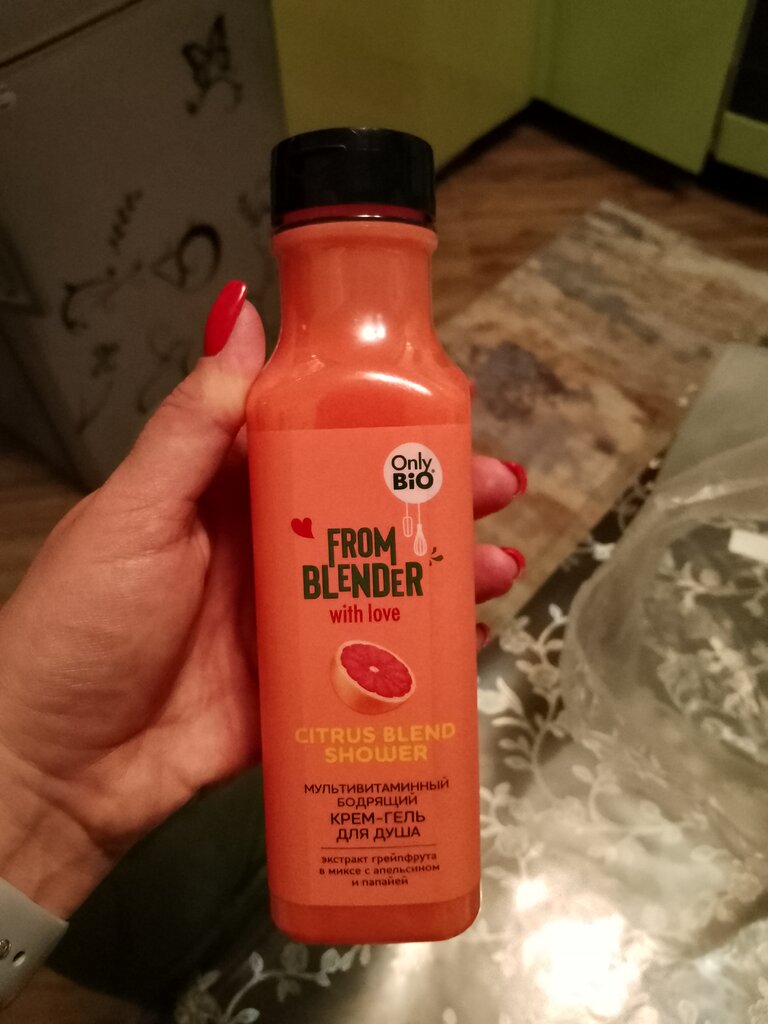 Only
BiO
FROM
BLENDER
with love
CITRUS BLEND
SHOWER
МУЛЬТИВИТАМИННЫЙ
БОДРЯЩИЙ
КРЕМ-ГЕЛЬ
ДЛЯ ДУША
экстракт грейпфрута
в миксе с апельсином
и папайей